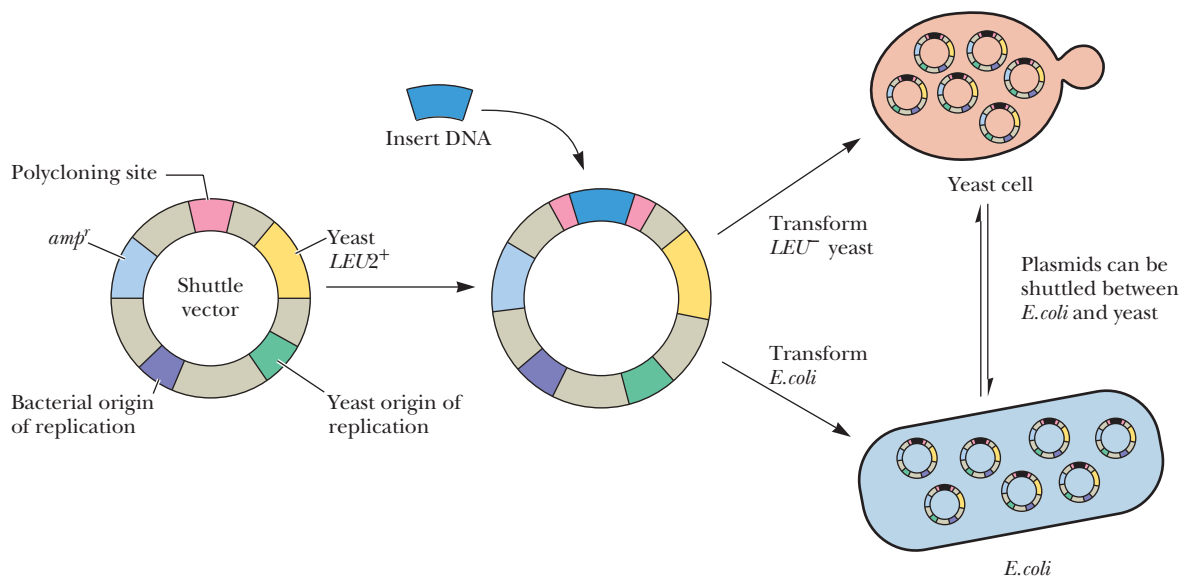 Insert DNA
Polycloning site
amp^r
Yeast
LEU2^+
Shuttle
vector
Bacterial origin
of replication
Yeast origin of
replication
Transform
LEU^– yeast
Transform
E.coli
Yeast cell
Plasmids can be
shuttled between
E.coli and yeast
E.coli